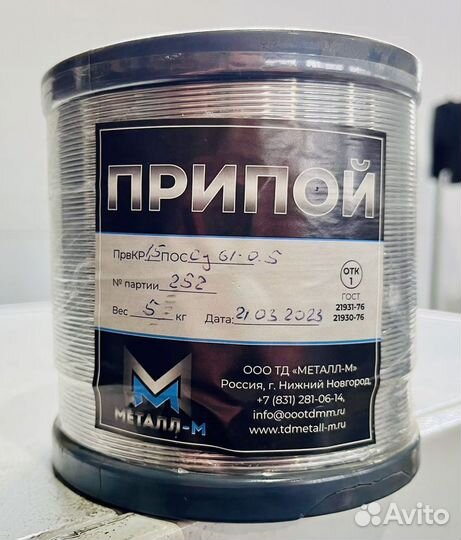 ПРИПОЙ
ПрвКР 1,5 ПОС Су 61-0.5
№ партии 252
Вес 5 кг Дата: 21 03 2023
ОТК
1
ГОСТ
21931-76
21930-76
ООО ТД «МЕТАЛЛ-М»
Россия, г. Нижний Новгород,
+7 (831) 281-06-14,
info@oootdmm.ru
www.tdmetall-m.ru
МЕТАЛЛ-М
Avito